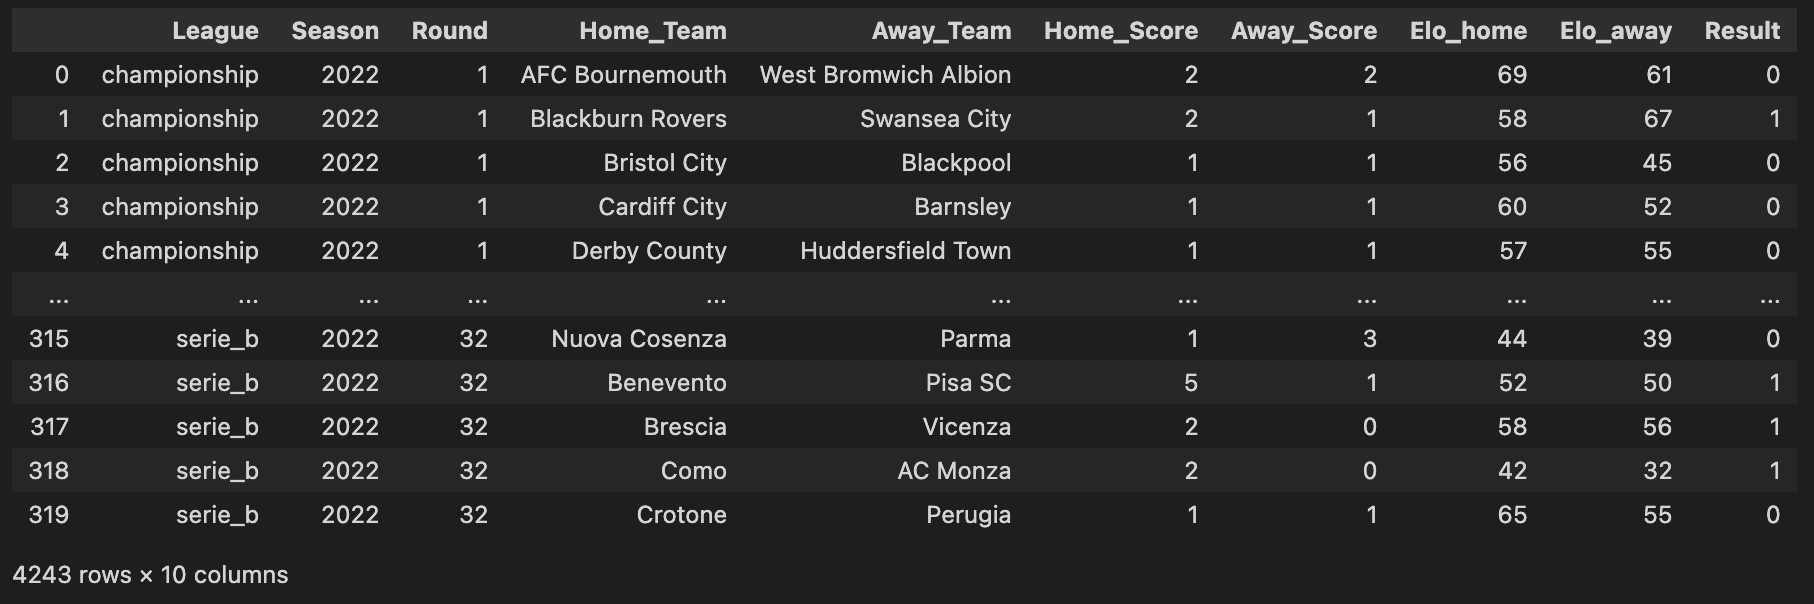 League Season Round Home_Team Away_Team Home_Score Away_Score Elo_home Elo_away Result
0 championship 2022 1 AFC Bournemouth West Bromwich Albion 2 2 69 61 0
1 championship 2022 1 Blackburn Rovers Swansea City 2 1 58 67 1
2 championship 2022 1 Bristol City Blackpool 1 1 56 45 0
3 championship 2022 1 Cardiff City Barnsley 1 1 60 52 0
4 championship 2022 1 Derby County Huddersfield Town 1 1 57 55 0
... ... ... ... ... ... ... ... ... ... ...
315 serie_b 2022 32 Nuova Cosenza Parma 1 3 44 39 0
316 serie_b 2022 32 Benevento Pisa SC 5 1 52 50 1
317 serie_b 2022 32 Brescia Vicenza 2 0 58 56 1
318 serie_b 2022 32 Como AC Monza 2 0 42 32 1
319 serie_b 2022 32 Crotone Perugia 1 1 65 55 0
4243 rows × 10 columns